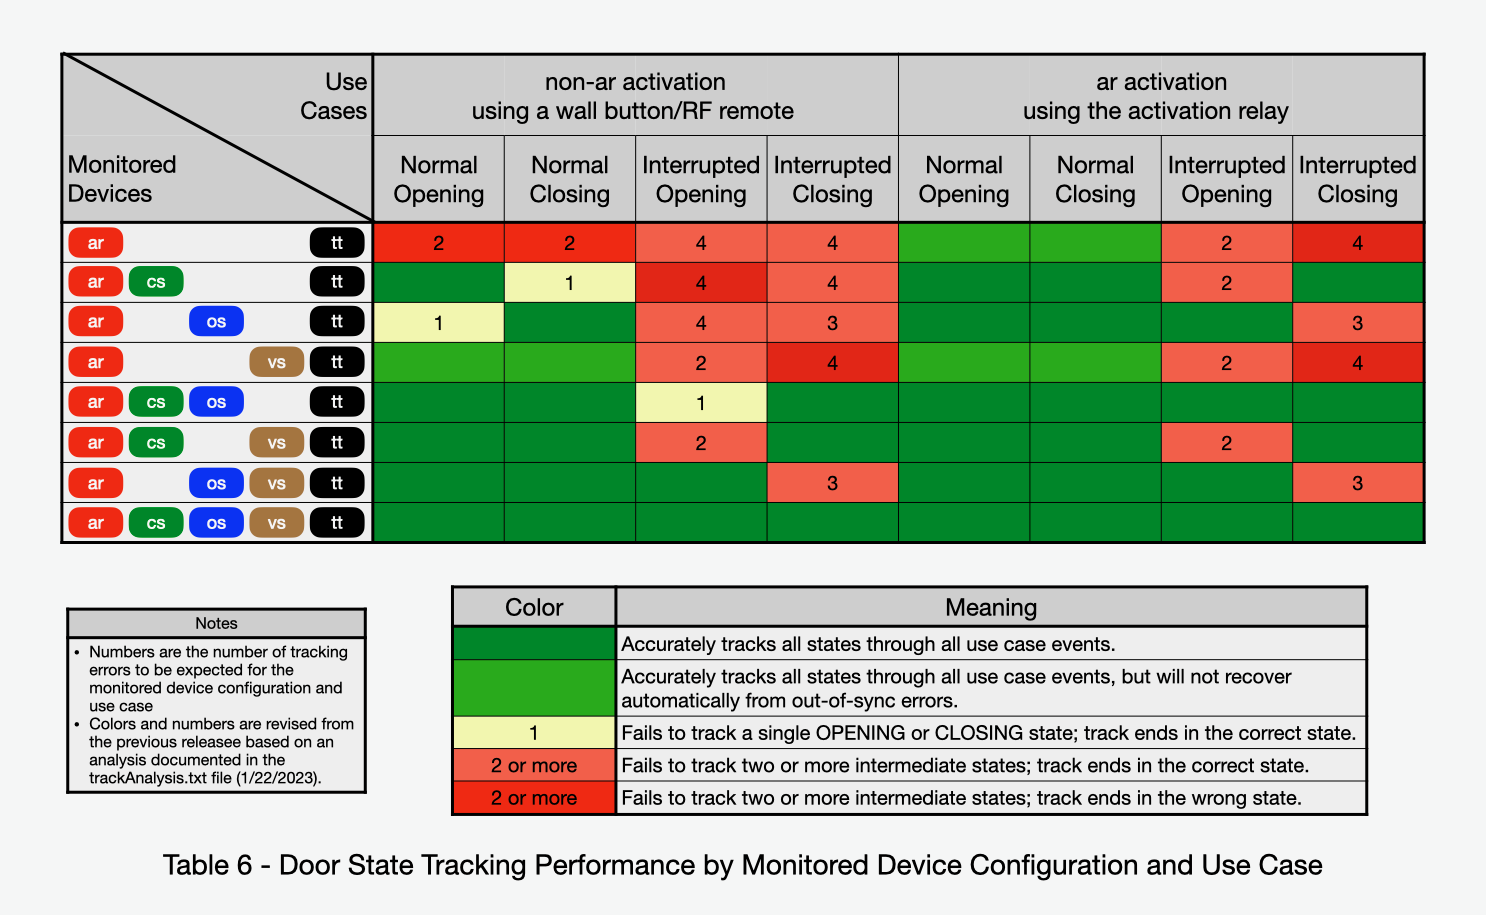 Use
Cases
non-ar activation
using a wall button/RF remote
ar activation
using the activation relay
Monitored
Devices
Normal
Opening
Normal
Closing
Interrupted
Opening
Interrupted
Closing
Normal
Opening
Normal
Closing
Interrupted
Opening
Interrupted
Closing
ar tt 2 2 4 4 2 4
ar cs tt 1 4 4 2
ar os tt 1 4 3 3
ar vs tt 2 4 2 4
ar cs os tt 1
ar cs vs tt 2 2
ar os vs tt 3 3
ar cs os vs tt
Notes
• Numbers are the number of tracking
errors to be expected for the
monitored device configuration and
use case
• Colors and numbers are revised from
the previous releasee based on an
analysis documented in the
trackAnalysis.txt file (1/22/2023).
Color Meaning
Accurately tracks all states through all use case events.
Accurately tracks all states through all use case events, but will not recover
automatically from out-of-sync errors.
1 Fails to track a single OPENING or CLOSING state; track ends in the correct state.
2 or more Fails to track two or more intermediate states; track ends in the correct state.
2 or more Fails to track two or more intermediate states; track ends in the wrong state.
Table 6 - Door State Tracking Performance by Monitored Device Configuration and Use Case